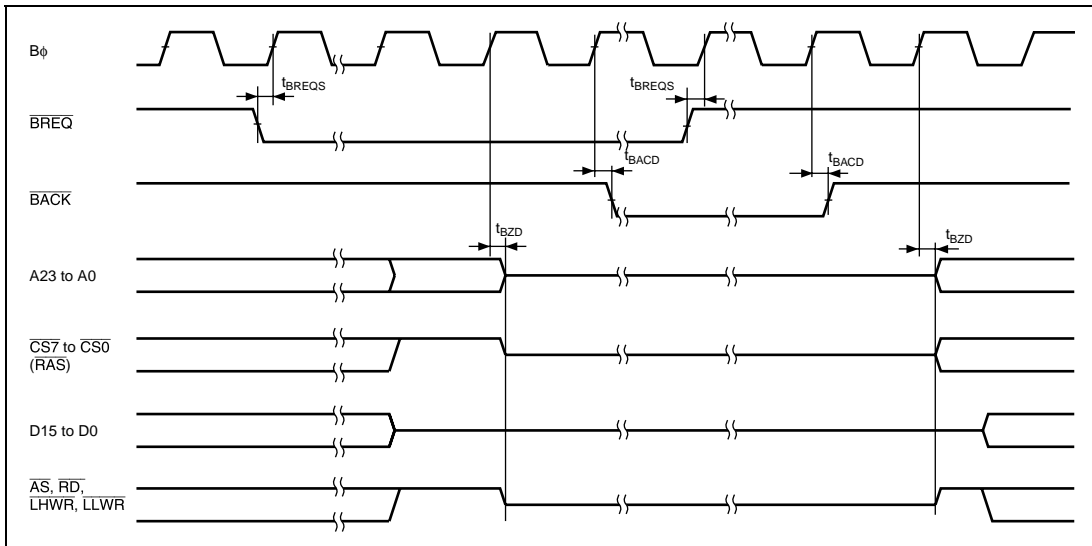 Bφ
tBREQS
tBREQS
BREQ
tBACD
tBACD
BACK
tBZD
tBZD
A23 to A0
CS7 to CS0
(RAS)
D15 to D0
AS, RD,
LHWR, LLWR